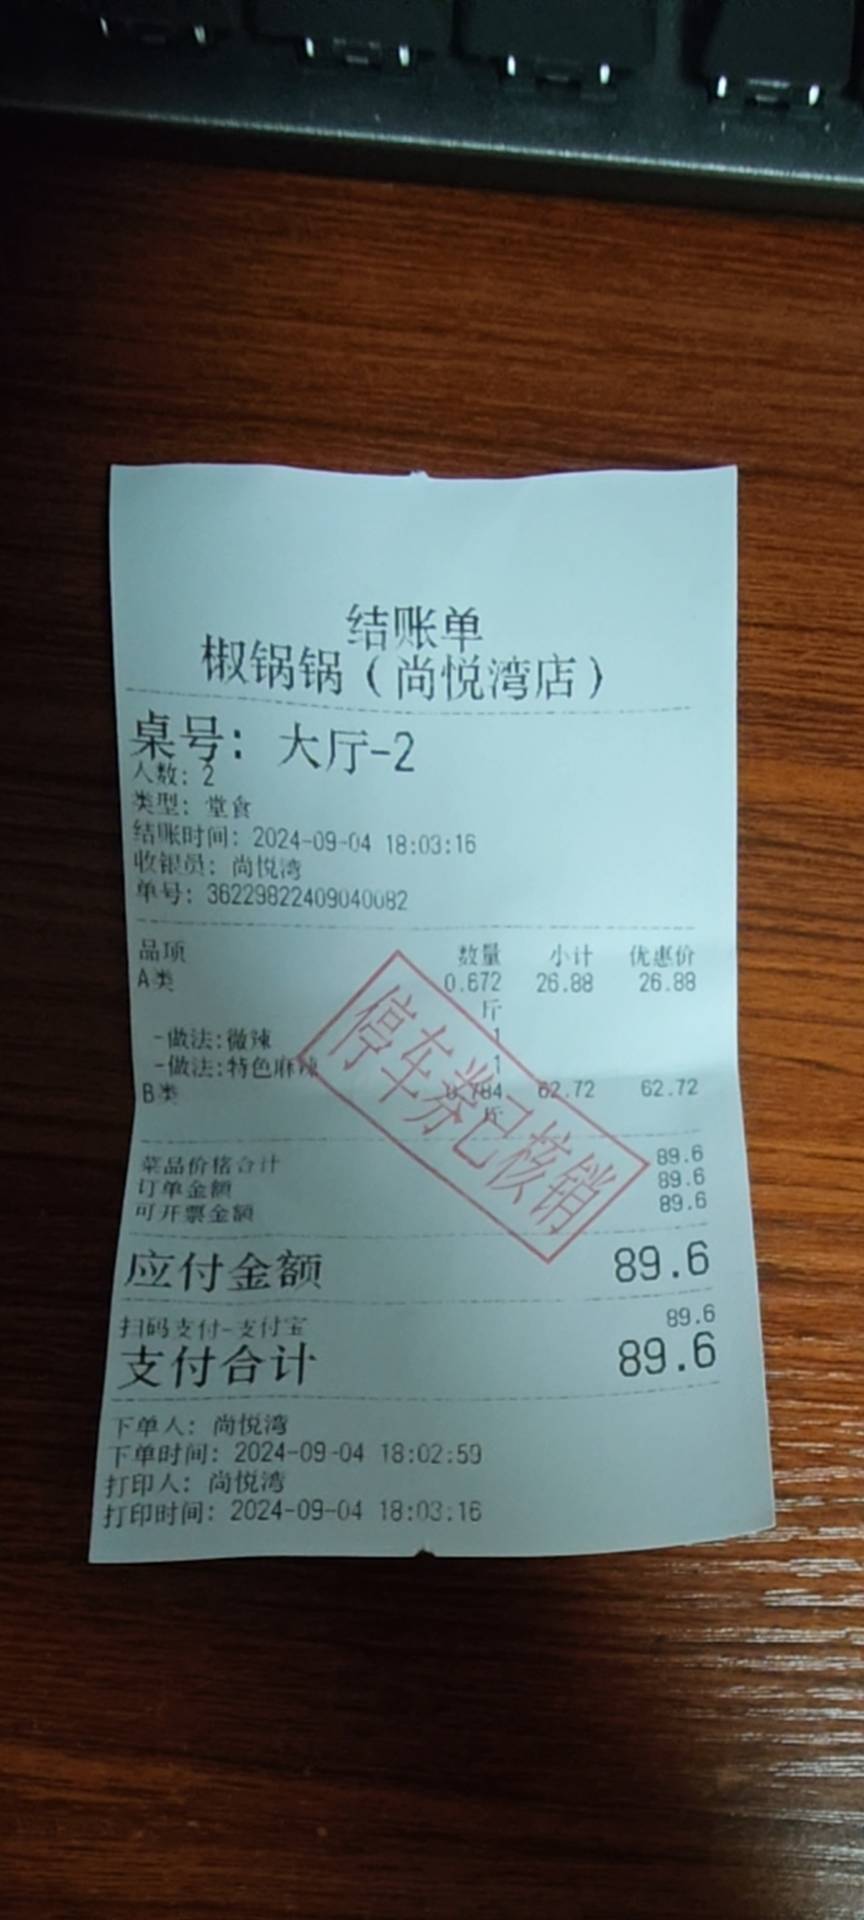 结账单
椒锅锅（尚悦湾店）
桌号：大厅-2
人数：2
类型：堂食
结账时间：2024-09-04 18:03:16
收银员：尚悦湾
单号：36229822409040082
品项 数量 小计 优惠价
A类 0.672 26.88 26.88
斤
-做法:微辣 1
-做法:特色麻辣 1
B类 0.784 62.72 62.72
斤
停车券已核销
菜品价格合计 89.6
订单金额 89.6
可开票金额 89.6
应付金额 89.6
扫码支付-支付宝 89.6
支付合计 89.6
下单人：尚悦湾
下单时间：2024-09-04 18:02:59
打印人：尚悦湾
打印时间：2024-09-04 18:03:16